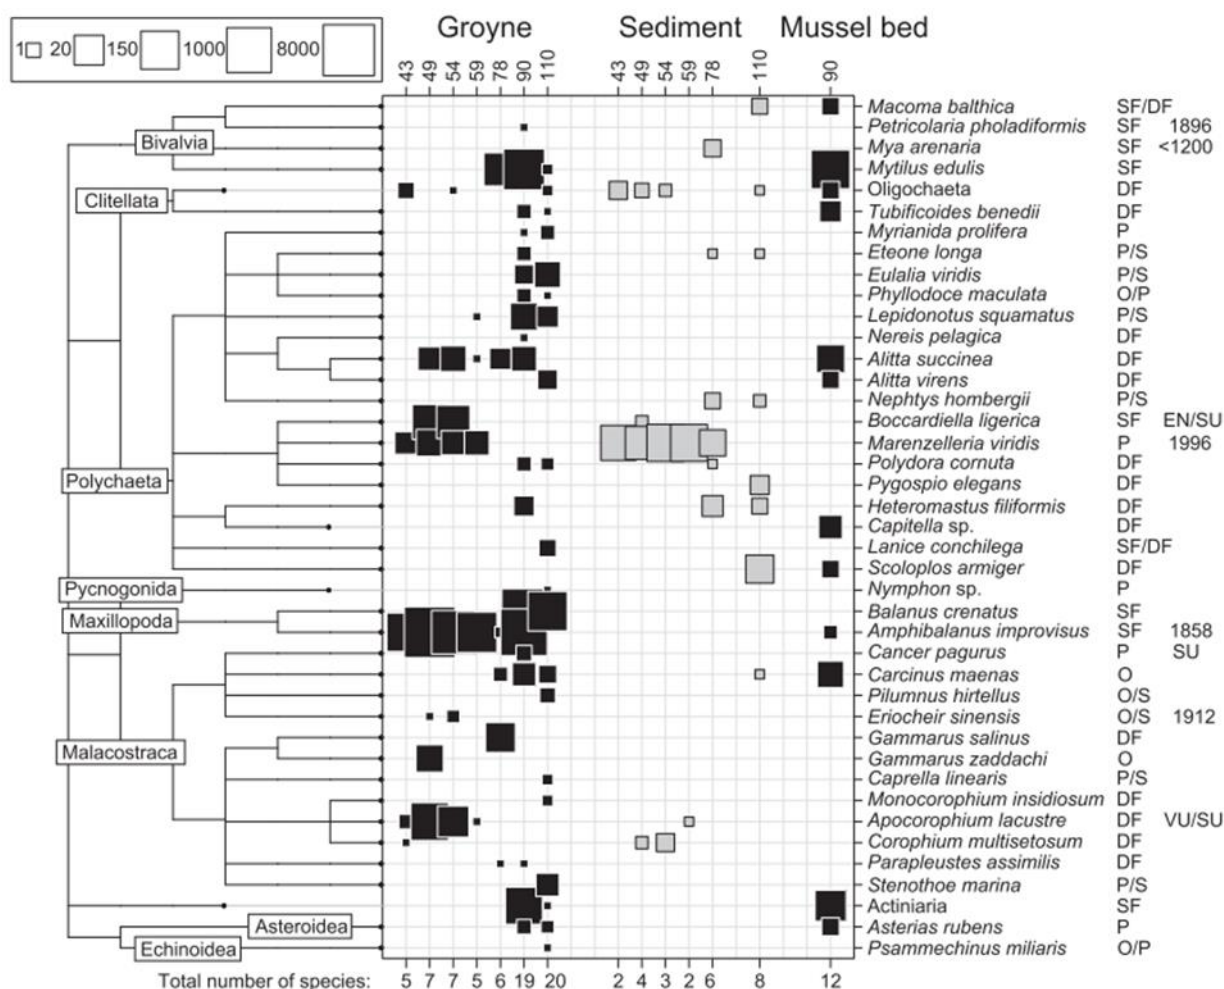 Groyne Sediment Mussel bed
1 20 150 1000 8000
43 49 54 59 78 90 110 43 49 54 59 78 110 90
Macoma balthica SF/DF
Bivalvia
Petricolaria pholadiformis SF 1896
Mya arenaria SF <1200
Mytilus edulis SF
Clitellata
Oligochaeta DF
Tubificoides benedii DF
Myrianida prolifera P
Eteone longa P/S
Eulalia viridis P/S
Phyllodoce maculata O/P
Lepidonotus squamatus P/S
Nereis pelagica DF
Alitta succinea DF
Alitta virens DF
Nephtys hombergii P/S
Boccardiella ligerica SF EN/SU
Marenzelleria viridis P 1996
Polydora cornuta DF
Polychaeta
Pygospio elegans DF
Heteromastus filiformis DF
Capitella sp. DF
Lanice conchilega SF/DF
Scoloplos armiger DF
Pycnogonida
Nymphon sp. P
Balanus crenatus SF
Maxillopoda
Amphibalanus improvisus SF 1858
Cancer pagurus P SU
Carcinus maenas O
Pilumnus hirtellus O/S
Eriocheir sinensis O/S 1912
Gammarus salinus DF
Malacostraca
Gammarus zaddachi O
Caprella linearis P/S
Monocorophium insidiosum DF
Apocorophium lacustre DF VU/SU
Corophium multisetosum DF
Parapleustes assimilis DF
Stenothoe marina P/S
Actiniaria SF
Asteroidea
Asterias rubens P
Echinoidea
Psammechinus miliaris O/P
Total number of species: 5 7 7 5 6 19 20 2 4 3 2 6 8 12